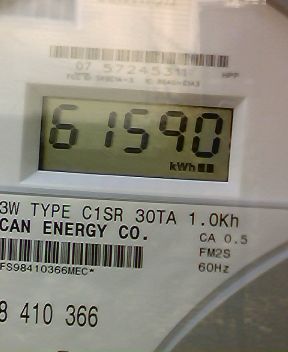 07 57245311
HPP
61590
kWh
3W TYPE C1SR 30TA 1.0Kh
CAN ENERGY CO.
CA 0.5
FM2S
FS98410366MEC*
60Hz
8 410 366